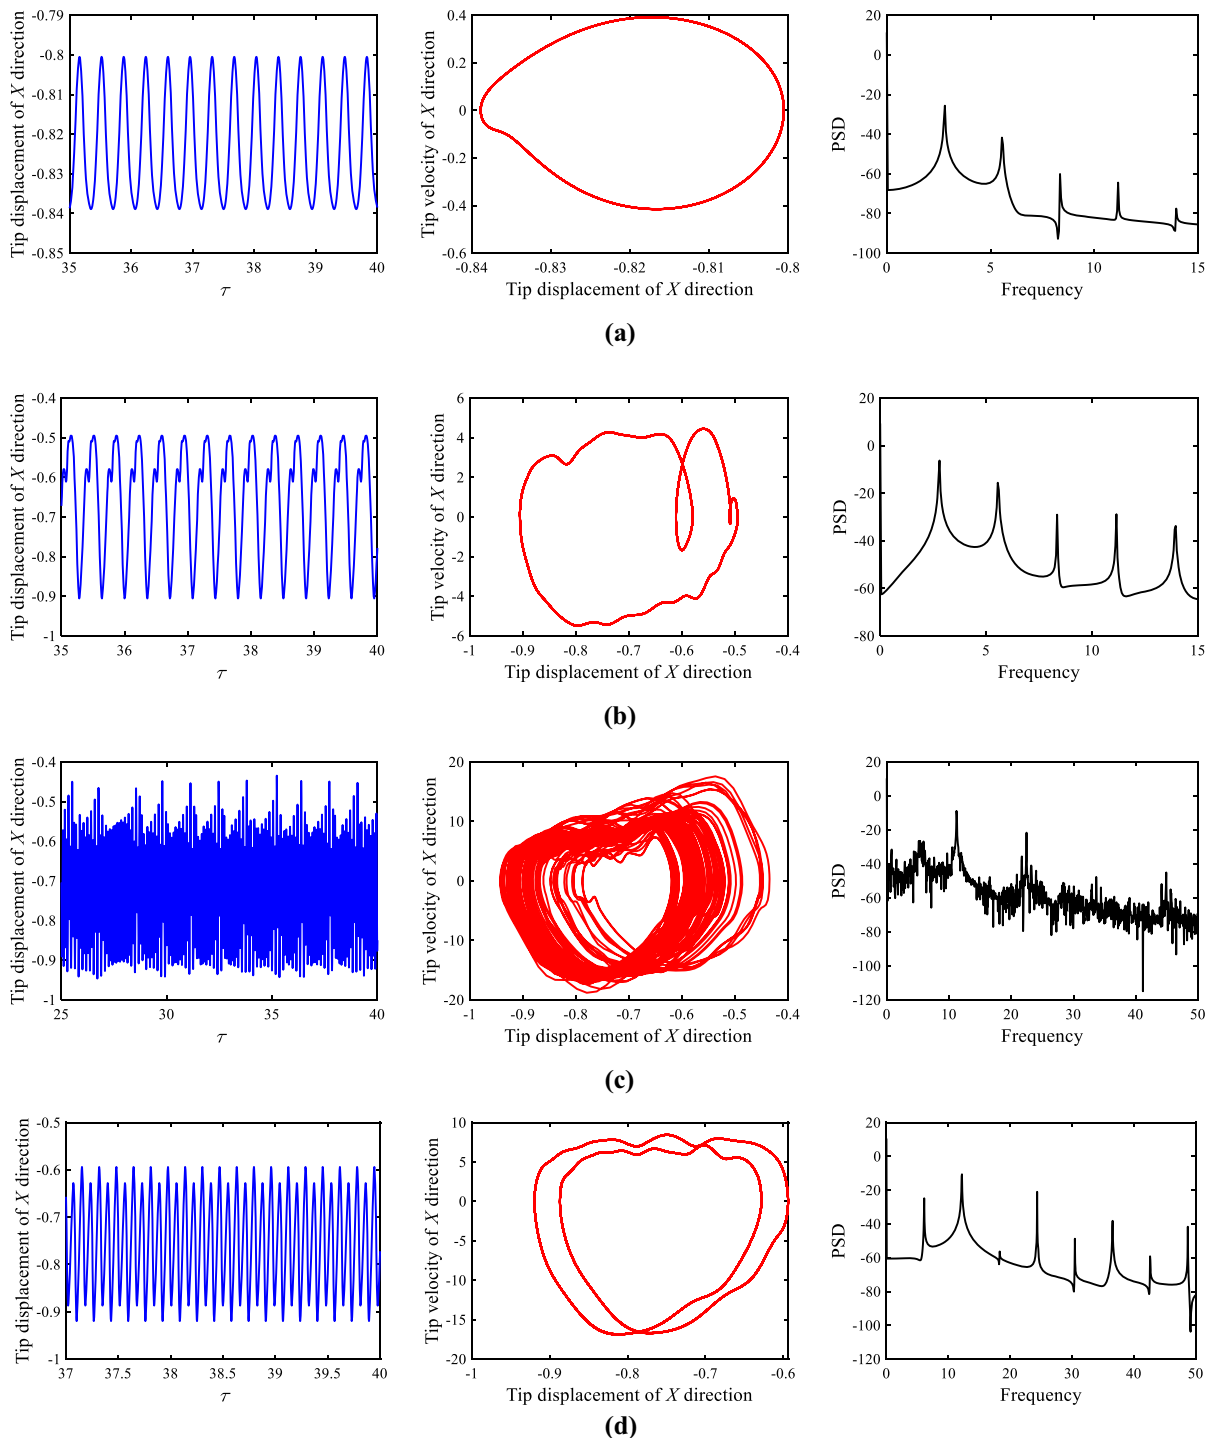 Tip displacement of X direction
-0.79
-0.8
-0.81
-0.82
-0.83
-0.84
-0.85
35 36 37 38 39 40
τ
Tip velocity of X direction
0.4
0.2
0
-0.2
-0.4
-0.6
-0.84 -0.83 -0.82 -0.81 -0.8
Tip displacement of X direction
PSD
20
0
-20
-40
-60
-80
-100
0 5 10 15
Frequency
(a)
Tip displacement of X direction
-0.4
-0.5
-0.6
-0.7
-0.8
-0.9
-1
35 36 37 38 39 40
τ
Tip velocity of X direction
6
4
2
0
-2
-4
-6
-1 -0.9 -0.8 -0.7 -0.6 -0.5 -0.4
Tip displacement of X direction
PSD
20
0
-20
-40
-60
-80
0 5 10 15
Frequency
(b)
Tip displacement of X direction
-0.4
-0.5
-0.6
-0.7
-0.8
-0.9
-1
25 30 35 40
τ
Tip velocity of X direction
20
10
0
-10
-20
-1 -0.9 -0.8 -0.7 -0.6 -0.5 -0.4
Tip displacement of X direction
PSD
20
0
-20
-40
-60
-80
-100
-120
0 10 20 30 40 50
Frequency
(c)
Tip displacement of X direction
-0.5
-0.6
-0.7
-0.8
-0.9
-1
37 37.5 38 38.5 39 39.5 40
τ
Tip velocity of X direction
10
5
0
-5
-10
-15
-20
-1 -0.9 -0.8 -0.7 -0.6
Tip displacement of X direction
PSD
20
0
-20
-40
-60
-80
-100
-120
0 10 20 30 40 50
Frequency
(d)